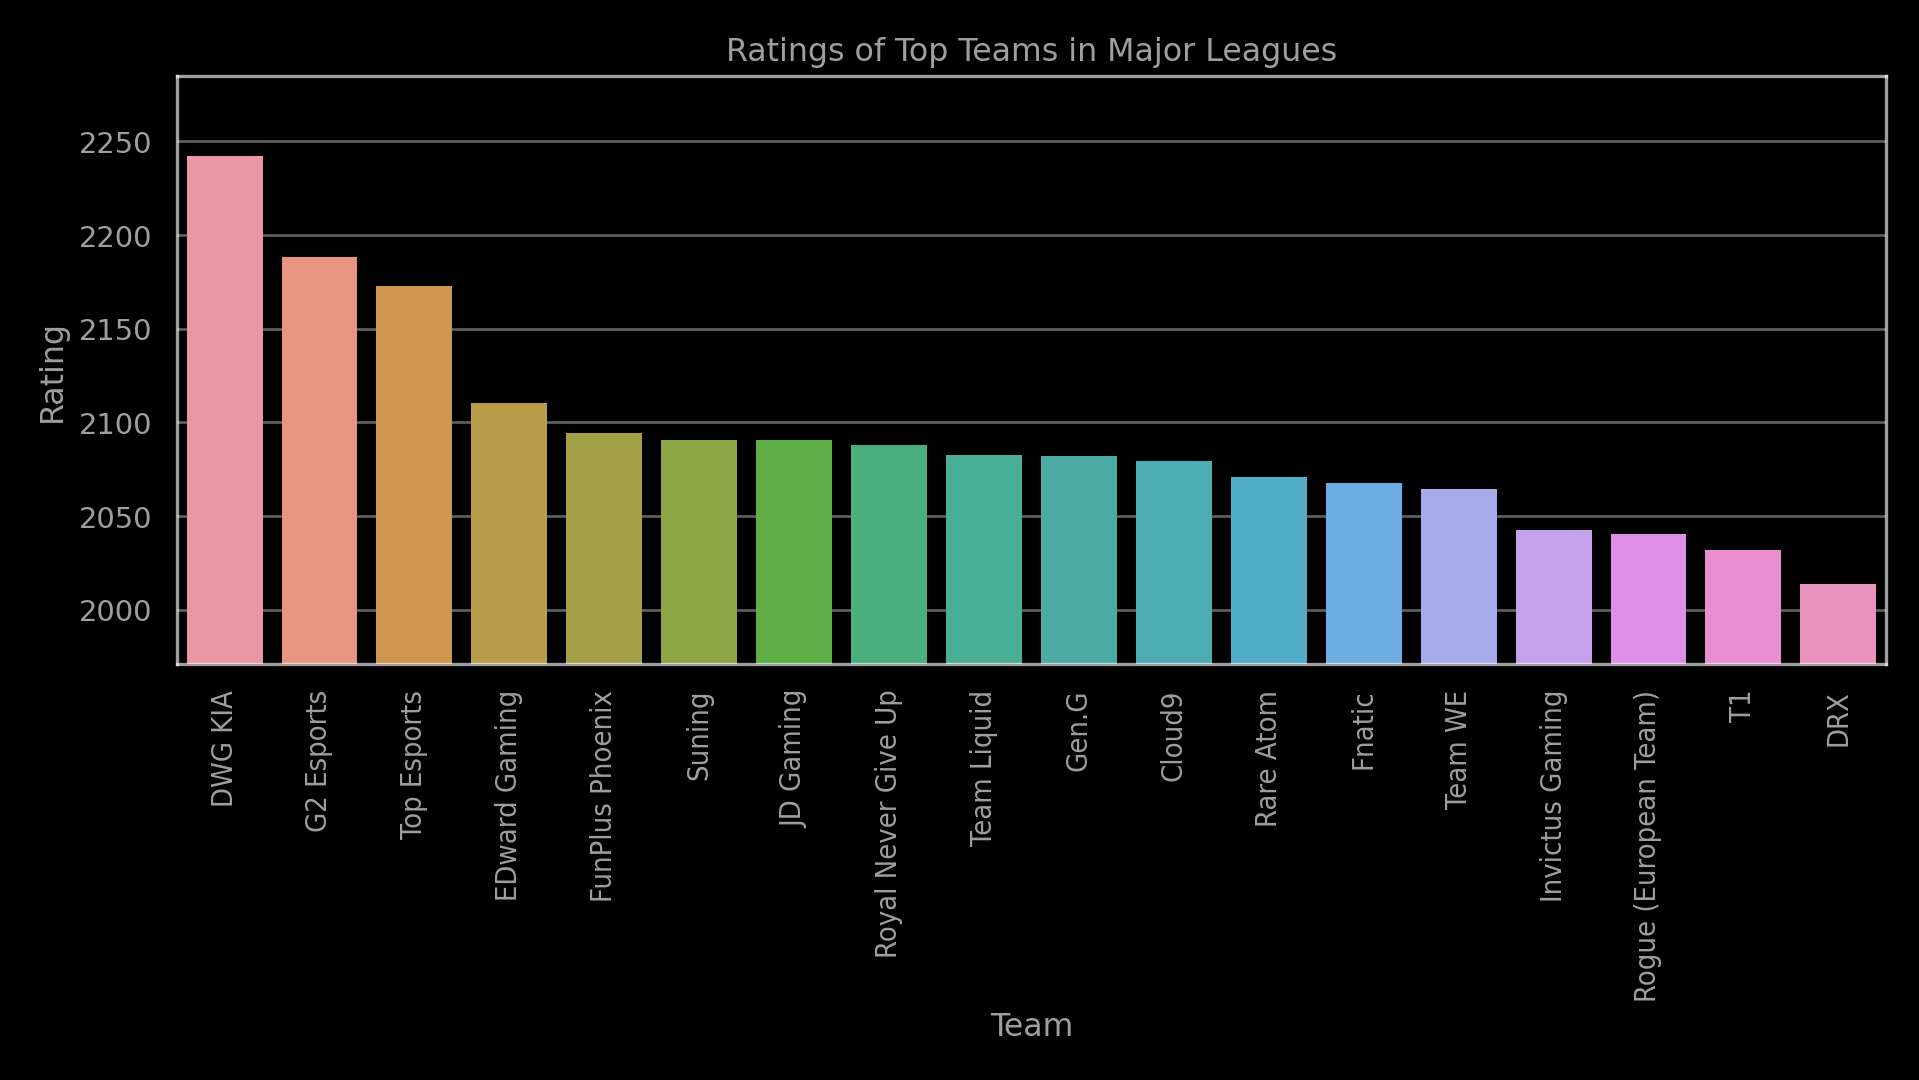 Ratings of Top Teams in Major Leagues
Rating
2250
2200
2150
2100
2050
2000
DWG KIA
G2 Esports
Top Esports
EDward Gaming
FunPlus Phoenix
Suning
JD Gaming
Royal Never Give Up
Team Liquid
Gen.G
Cloud9
Rare Atom
Fnatic
Team WE
Invictus Gaming
Rogue (European Team)
T1
DRX
Team